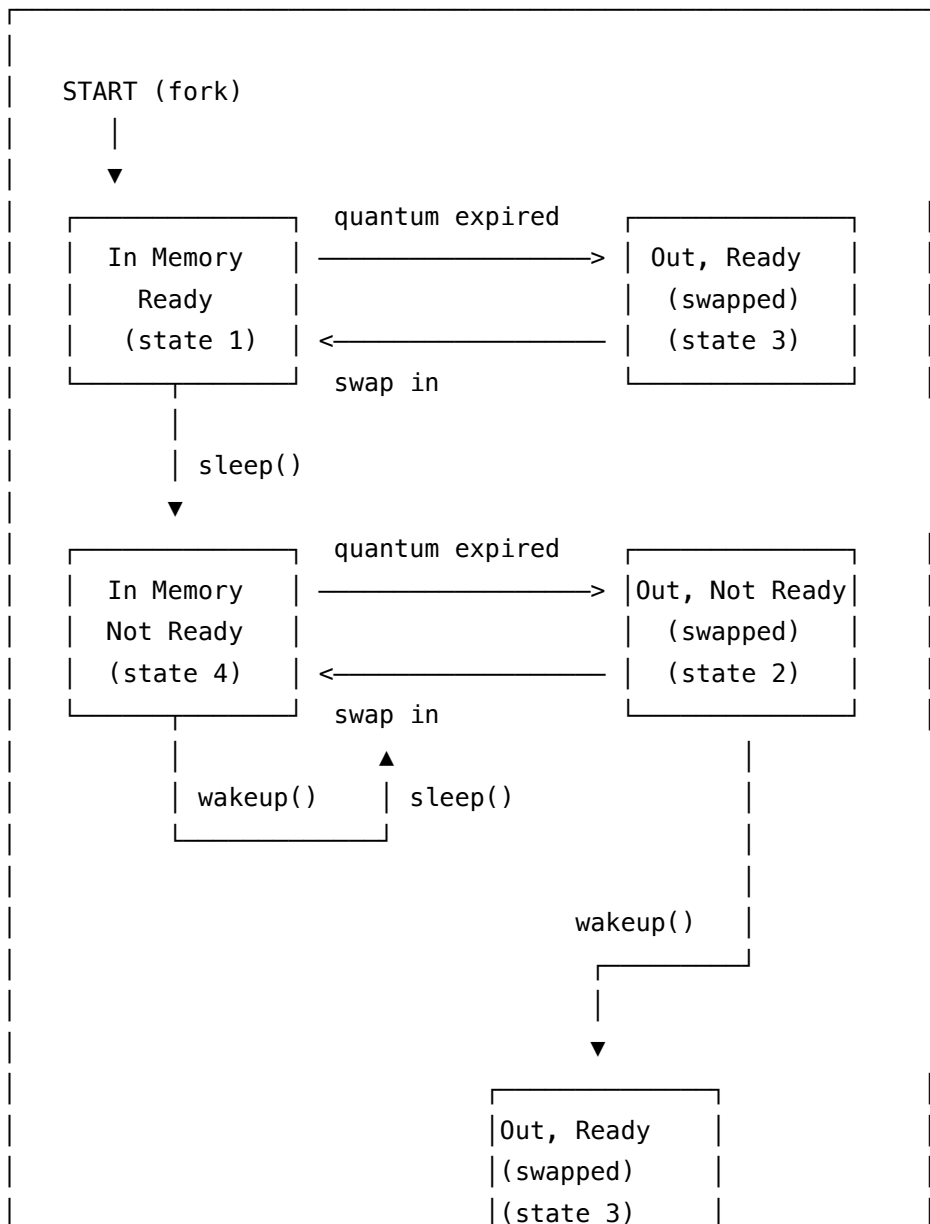 START (fork)
quantum expired
In Memory Out, Ready
Ready (swapped)
(state 1) (state 3)
swap in
sleep()
quantum expired
In Memory Out, Not Ready
Not Ready (swapped)
(state 4) (state 2)
swap in
wakeup() sleep()
wakeup()
Out, Ready
(swapped)
(state 3)